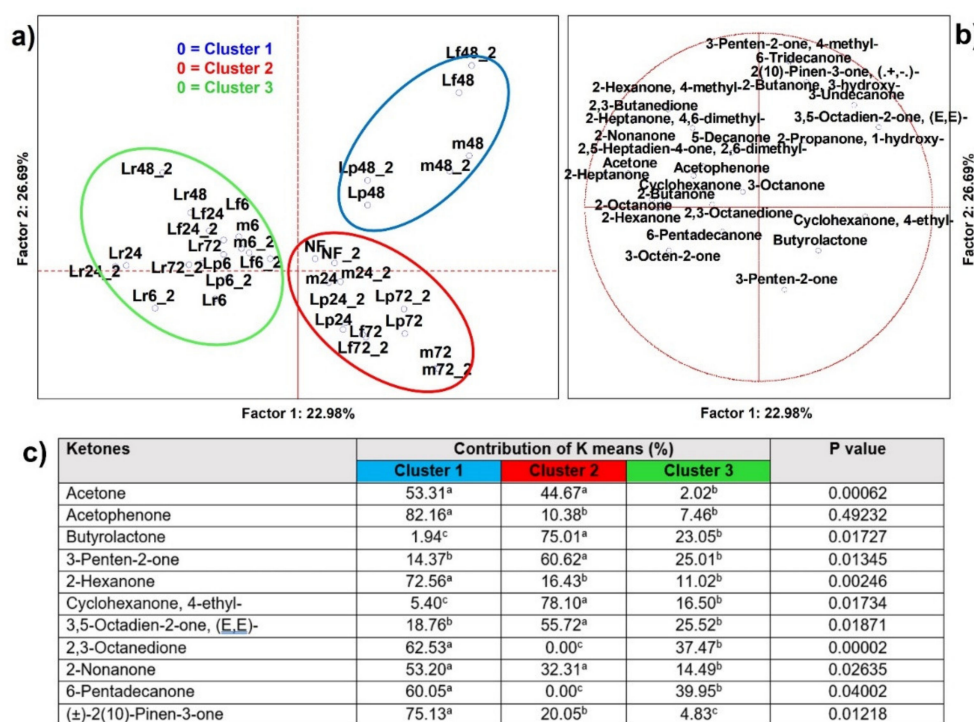 a)
0 = Cluster 1
0 = Cluster 2
0 = Cluster 3
Lf48_2
Lf48
m48
m48_2
Lp48_2
Lp48
Lr48_2
Lr48
Lf6
Lf24
m6
Lf24_2
m6_2
Lr72
Lf6_2
Lr24
Lr72_2
Lp6
Lr24_2
Lp6_2
Lr6_2
Lr6
NF
NF_2
m24
m24_2
Lp24_2
Lp72_2
Lp24
Lf72
Lp72
Lf72_2
m72
m72_2
Factor 2: 26.69%
Factor 1: 22.98%
b)
3-Penten-2-one, 4-methyl-
6-Tridecanone
2(10)-Pinen-3-one, (.+,-.)-
2-Hexanone, 4-methyl-
2-Butanone, 3-hydroxy-
2,3-Butanedione
3-Undecanone
2-Heptanone, 4,6-dimethyl-
3,5-Octadien-2-one, (E,E)-
2-Nonanone
5-Decanone
2-Propanone, 1-hydroxy-
2,5-Heptadien-4-one, 2,6-dimethyl-
Acetone
Acetophenone
2-Heptanone
Cyclohexanone
3-Octanone
2-Butanone
2-Octanone
2-Hexanone
2,3-Octanedione
Cyclohexanone, 4-ethyl-
6-Pentadecanone
Butyrolactone
3-Octen-2-one
3-Penten-2-one
Factor 2: 26.69%
Factor 1: 22.98%
c)
Ketones Contribution of K means (%) P value
Cluster 1 Cluster 2 Cluster 3
Acetone 53.31ᵃ 44.67ᵃ 2.02ᵇ 0.00062
Acetophenone 82.16ᵃ 10.38ᵇ 7.46ᵇ 0.49232
Butyrolactone 1.94ᶜ 75.01ᵃ 23.05ᵇ 0.01727
3-Penten-2-one 14.37ᵇ 60.62ᵃ 25.01ᵇ 0.01345
2-Hexanone 72.56ᵃ 16.43ᵇ 11.02ᵇ 0.00246
Cyclohexanone, 4-ethyl- 5.40ᶜ 78.10ᵃ 16.50ᵇ 0.01734
3,5-Octadien-2-one, (E,E)- 18.76ᵇ 55.72ᵃ 25.52ᵇ 0.01871
2,3-Octanedione 62.53ᵃ 0.00ᶜ 37.47ᵇ 0.00002
2-Nonanone 53.20ᵃ 32.31ᵃ 14.49ᵇ 0.02635
6-Pentadecanone 60.05ᵃ 0.00ᶜ 39.95ᵇ 0.04002
(±)-2(10)-Pinen-3-one 75.13ᵃ 20.05ᵇ 4.83ᶜ 0.01218